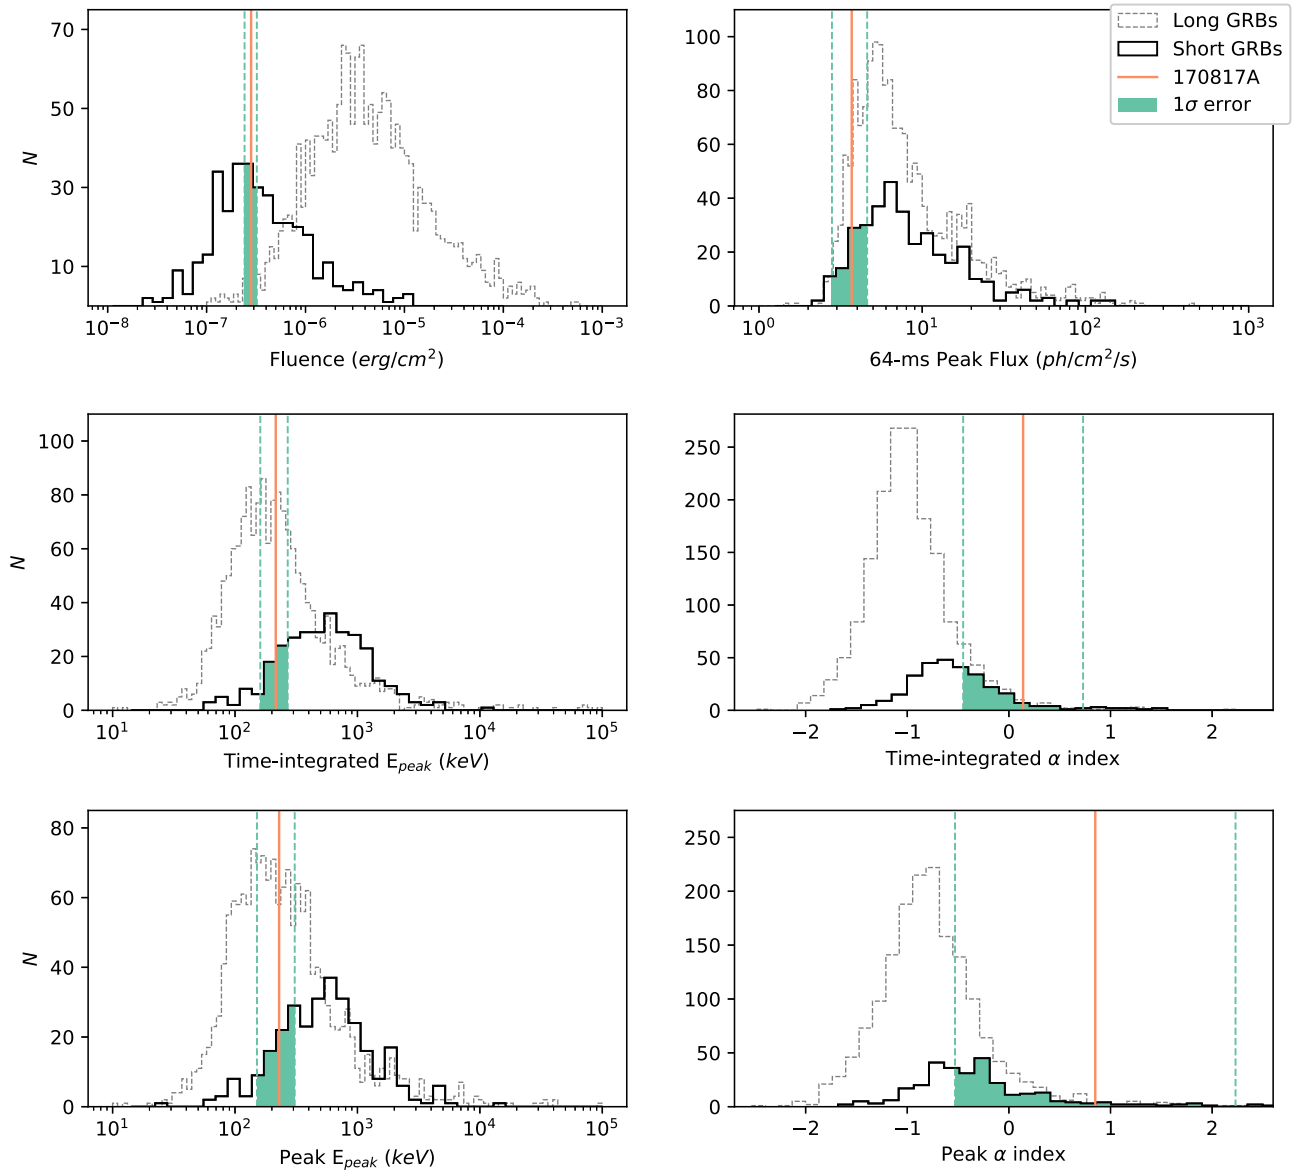 70
50
30
10
N
10⁻⁸ 10⁻⁷ 10⁻⁶ 10⁻⁵ 10⁻⁴ 10⁻³
Fluence (erg/cm²)
100
80
60
40
20
0
10⁰ 10¹ 10² 10³
64-ms Peak Flux (ph/cm²/s)
Long GRBs
Short GRBs
170817A
1σ error
100
80
60
40
20
0
N
10¹ 10² 10³ 10⁴ 10⁵
Time-integrated E_peak (keV)
250
200
150
100
50
0
−2 −1 0 1 2
Time-integrated α index
80
60
40
20
0
N
10¹ 10² 10³ 10⁴ 10⁵
Peak E_peak (keV)
250
200
150
100
50
0
−2 −1 0 1 2
Peak α index